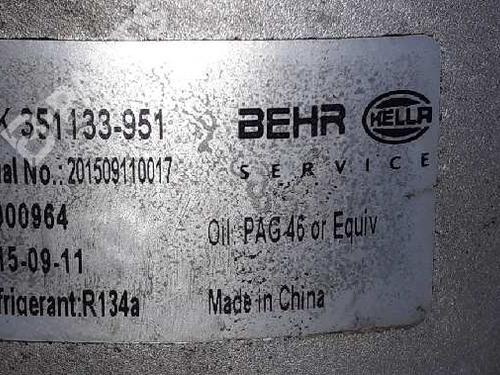 K 351133-951
BEHR HELLA
SERVICE
al No.: 201509110017
000964
Oil: PAG 46 or Equiv
15-09-11
frigerant:R134a
Made in China